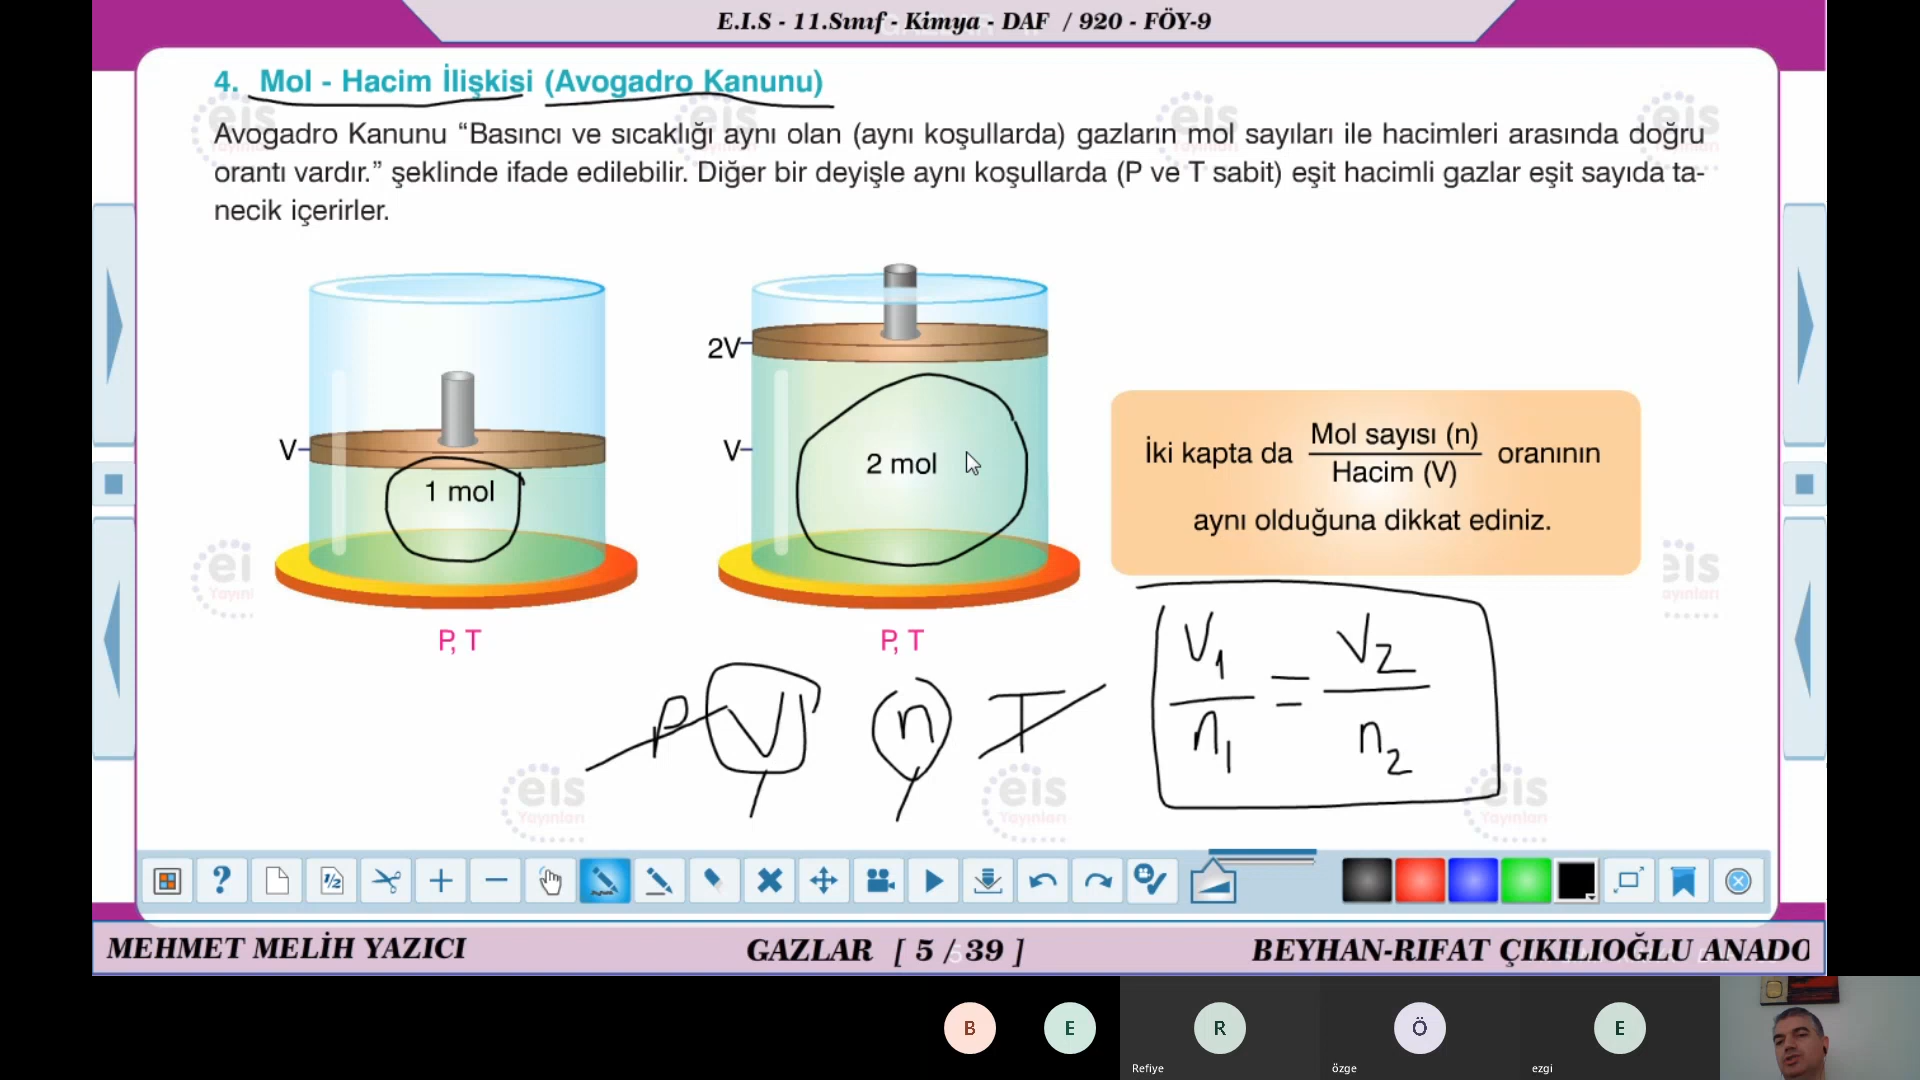 E.I.S - 11.Sınıf - Kimya - DAF / 920 - FÖY-9
4. Mol - Hacim İlişkisi (Avogadro Kanunu)
Avogadro Kanunu “Basıncı ve sıcaklığı aynı olan (aynı koşullarda) gazların mol sayıları ile hacimleri arasında doğru
orantı vardır.” şeklinde ifade edilebilir. Diğer bir deyişle aynı koşullarda (P ve T sabit) eşit hacimli gazlar eşit sayıda ta-
necik içerirler.
V
1 mol
P, T
2V
V
2 mol
P, T
İki kapta da Mol sayısı (n) / Hacim (V) oranının
aynı olduğuna dikkat ediniz.
P V n T
V1 / n1 = V2 / n2
eis
Yayınları
? 1/2
MEHMET MELİH YAZICI
GAZLAR [ 5 / 39 ]
BEYHAN-RIFAT ÇIKILIOĞLU ANADO
B
E
R
Refiye
Ö
özge
E
ezgi